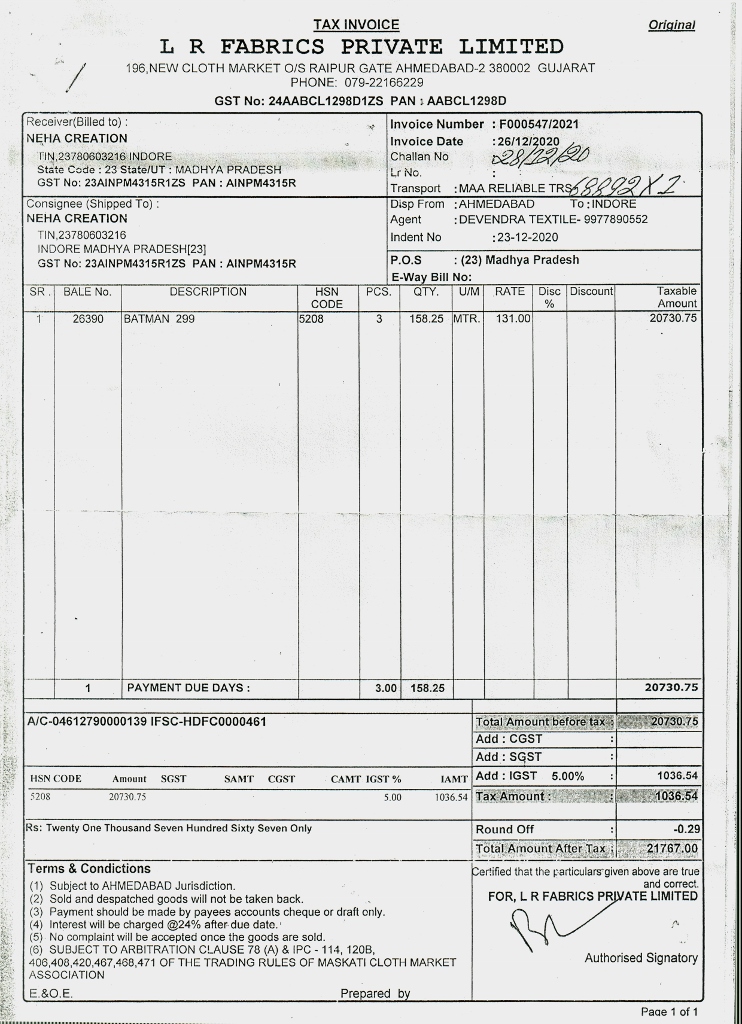 TAX INVOICE
Original
L R FABRICS PRIVATE LIMITED
196,NEW CLOTH MARKET O/S RAIPUR GATE AHMEDABAD-2 380002 GUJARAT
PHONE: 079-22166229
GST No: 24AABCL1298D1ZS PAN : AABCL1298D
Receiver(Billed to) :
NEHA CREATION
TIN,23780603216 INDORE
State Code : 23 State/UT : MADHYA PRADESH
GST No: 23AINPM4315R1ZS PAN : AINPM4315R
Invoice Number : F000547/2021
Invoice Date : 26/12/2020
Challan No : 28/12/20
Lr No. :
Transport : MAA RELIABLE TRS 68892 X 1
Consignee (Shipped To) :
NEHA CREATION
TIN,23780603216
INDORE MADHYA PRADESH[23]
GST No: 23AINPM4315R1ZS PAN : AINPM4315R
Disp From : AHMEDABAD To : INDORE
Agent : DEVENDRA TEXTILE- 9977890552
Indent No : 23-12-2020
P.O.S : (23) Madhya Pradesh
E-Way Bill No:
SR. BALE No. DESCRIPTION HSN CODE PCS. QTY. U/M RATE Disc % Discount Taxable Amount
1 26390 BATMAN 299 5208 3 158.25 MTR. 131.00 20730.75
1 PAYMENT DUE DAYS : 3.00 158.25 20730.75
A/C-04612790000139 IFSC-HDFC0000461
Total Amount before tax : 20730.75
Add : CGST :
Add : SGST :
Add : IGST 5.00% : 1036.54
Tax Amount : 1036.54
HSN CODE Amount SGST SAMT CGST CAMT IGST % IAMT
5208 20730.75 5.00 1036.54
Rs: Twenty One Thousand Seven Hundred Sixty Seven Only
Round Off : -0.29
Total Amount After Tax : 21767.00
Terms & Conditions
(1) Subject to AHMEDABAD Jurisdiction.
(2) Sold and despatched goods will not be taken back.
(3) Payment should be made by payees accounts cheque or draft only.
(4) Interest will be charged @24% after due date.
(5) No complaint will be accepted once the goods are sold.
(6) SUBJECT TO ARBITRATION CLAUSE 78 (A) & IPC - 114, 120B,
406,408,420,467,468,471 OF THE TRADING RULES OF MASKATI CLOTH MARKET
ASSOCIATION
Certified that the particulars given above are true
and correct.
FOR, L R FABRICS PRIVATE LIMITED
Authorised Signatory
E.&O.E. Prepared by
Page 1 of 1